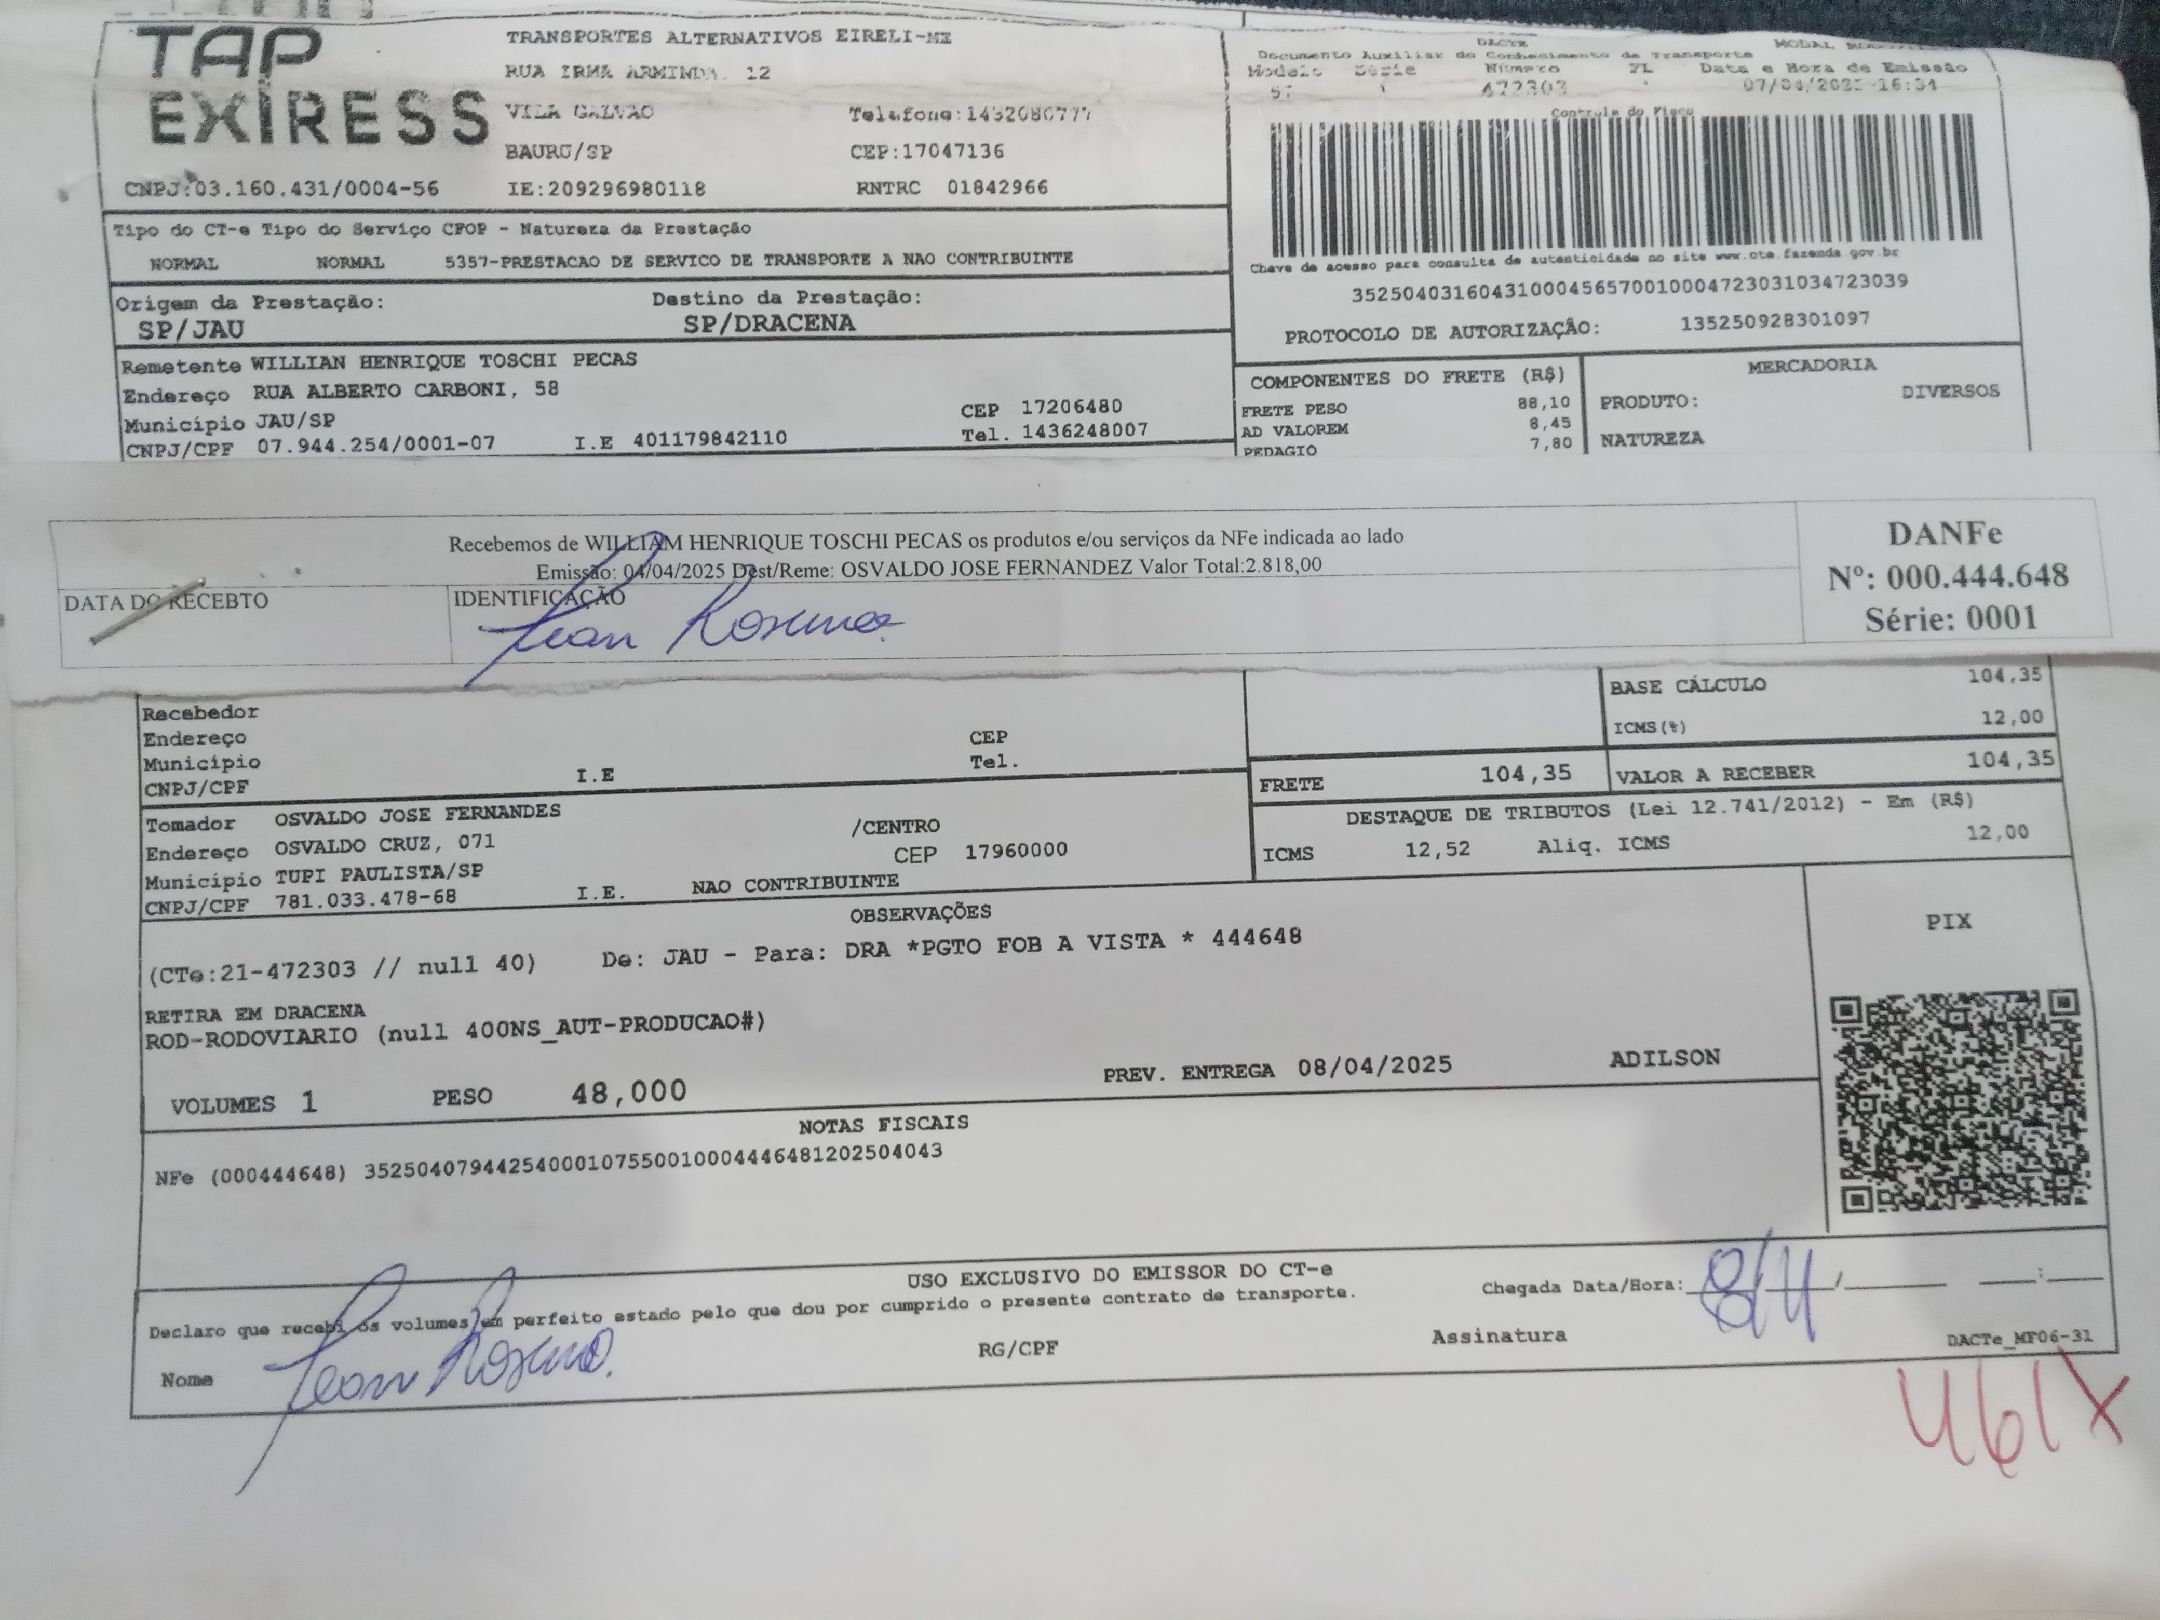 TAP
EXPRESS
TRANSPORTES ALTERNATIVOS EIRELI-ME
RUA IRMA ARMINDA, 12
VILA GALVAO Telefone:1432080777
BAURU/SP CEP:17047136
CNPJ:03.160.431/0004-56 IE:209296980118 RNTRC 01842966
DACTE MODAL
Documento Auxiliar do Conhecimento de Transporte
Modelo Série Número FL Data e Hora de Emissão
57 1 472303 07/04/2025-16:34
Controle do Fisco
Chave de acesso para consulta de autenticidade no site www.cte.fazenda.gov.br
35250403160431000456570010004723031034723039
PROTOCOLO DE AUTORIZAÇÃO: 135250928301097
Tipo do CT-e Tipo do Serviço CFOP - Natureza da Prestação
NORMAL NORMAL 5357-PRESTACAO DE SERVICO DE TRANSPORTE A NAO CONTRIBUINTE
Origem da Prestação: Destino da Prestação:
SP/JAU SP/DRACENA
Remetente WILLIAN HENRIQUE TOSCHI PECAS
Endereço RUA ALBERTO CARBONI, 58
Município JAU/SP CEP 17206480
CNPJ/CPF 07.944.254/0001-07 I.E 401179842110 Tel. 1436248007
COMPONENTES DO FRETE (R$)
FRETE PESO 88,10
AD VALOREM 8,45
PEDAGIO 7,80
MERCADORIA
PRODUTO: DIVERSOS
NATUREZA
Recebemos de WILLIAM HENRIQUE TOSCHI PECAS os produtos e/ou serviços da NFe indicada ao lado
Emissão: 04/04/2025 Dest/Reme: OSVALDO JOSE FERNANDEZ Valor Total:2.818,00
DATA DO RECEBTO IDENTIFICAÇÃO
DANFe
Nº: 000.444.648
Série: 0001
Recebedor
Endereço CEP
Município Tel.
CNPJ/CPF I.E
BASE CÁLCULO 104,35
ICMS(%) 12,00
FRETE 104,35 VALOR A RECEBER 104,35
Tomador OSVALDO JOSE FERNANDES
Endereço OSVALDO CRUZ, 071 /CENTRO
Município TUPI PAULISTA/SP CEP 17960000
CNPJ/CPF 781.033.478-68 I.E. NAO CONTRIBUINTE
DESTAQUE DE TRIBUTOS (Lei 12.741/2012) - Em (R$)
ICMS 12,52 Aliq. ICMS 12,00
OBSERVAÇÕES
(CTe:21-472303 // null 40) De: JAU - Para: DRA *PGTO FOB A VISTA * 444648
RETIRA EM DRACENA
ROD-RODOVIARIO (null 400NS_AUT-PRODUCAO#)
VOLUMES 1 PESO 48,000 PREV. ENTREGA 08/04/2025 ADILSON
PIX
NOTAS FISCAIS
NFe (000444648) 35250407944254000107550010004446481202504043
USO EXCLUSIVO DO EMISSOR DO CT-e
Declaro que recebi os volumes em perfeito estado pelo que dou por cumprido o presente contrato de transporte.
Chegada Data/Hora: 8/4 / :
Nome RG/CPF Assinatura DACTe_MF06-31